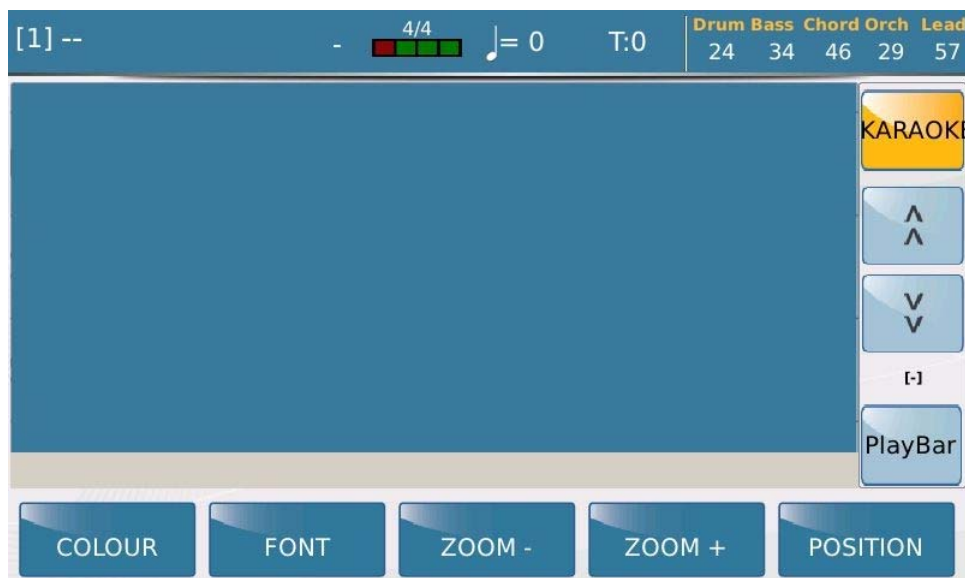 [1] -- - 4/4 = 0 T:0 Drum Bass Chord Orch Lead
24 34 46 29 57
KARAOKE
^
^
v
v
[-]
PlayBar
COLOUR FONT ZOOM - ZOOM + POSITION